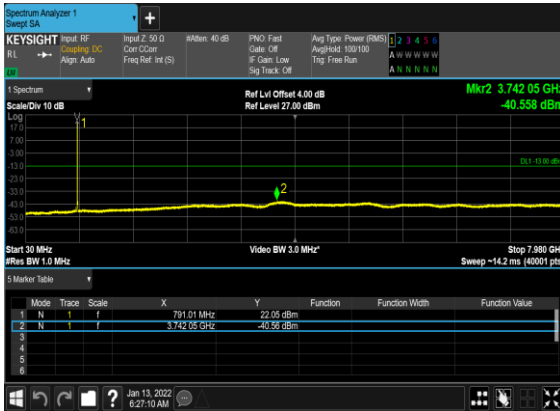 Spectrum Analyzer 1
Swept SA
+
KEYSIGHT Input: RF Input Z: 50 Ω #Atten: 40 dB PNO: Fast Avg Type: Power (RMS) 1 2 3 4 5 6
RL Coupling: DC Corr CCorr Gate: Off Avg|Hold: 100/100 A W W W W W
Align: Auto Freq Ref: Int (S) IF Gain: Low Trig: Free Run
Sig Track: Off A N N N N N
1 Spectrum
Scale/Div 10 dB
Ref Lvl Offset 4.00 dB
Ref Level 27.00 dBm
Mkr2 3.742 05 GHz
-40.558 dBm
Log
17.0
7.00
-3.00
-13.0
-23.0
-33.0
-43.0
-53.0
-63.0
1
DL1 -13.00 dBm
2
Start 30 MHz Video BW 3.0 MHz* Stop 7.980 GHz
#Res BW 1.0 MHz Sweep ~14.2 ms (40001 pts)
5 Marker Table
Mode Trace Scale X Y Function Function Width Function Value
1 N 1 f 791.01 MHz 22.05 dBm
2 N 1 f 3.742 05 GHz -40.56 dBm
3
4
5
6
? Jan 13, 2022
6:27:10 AM